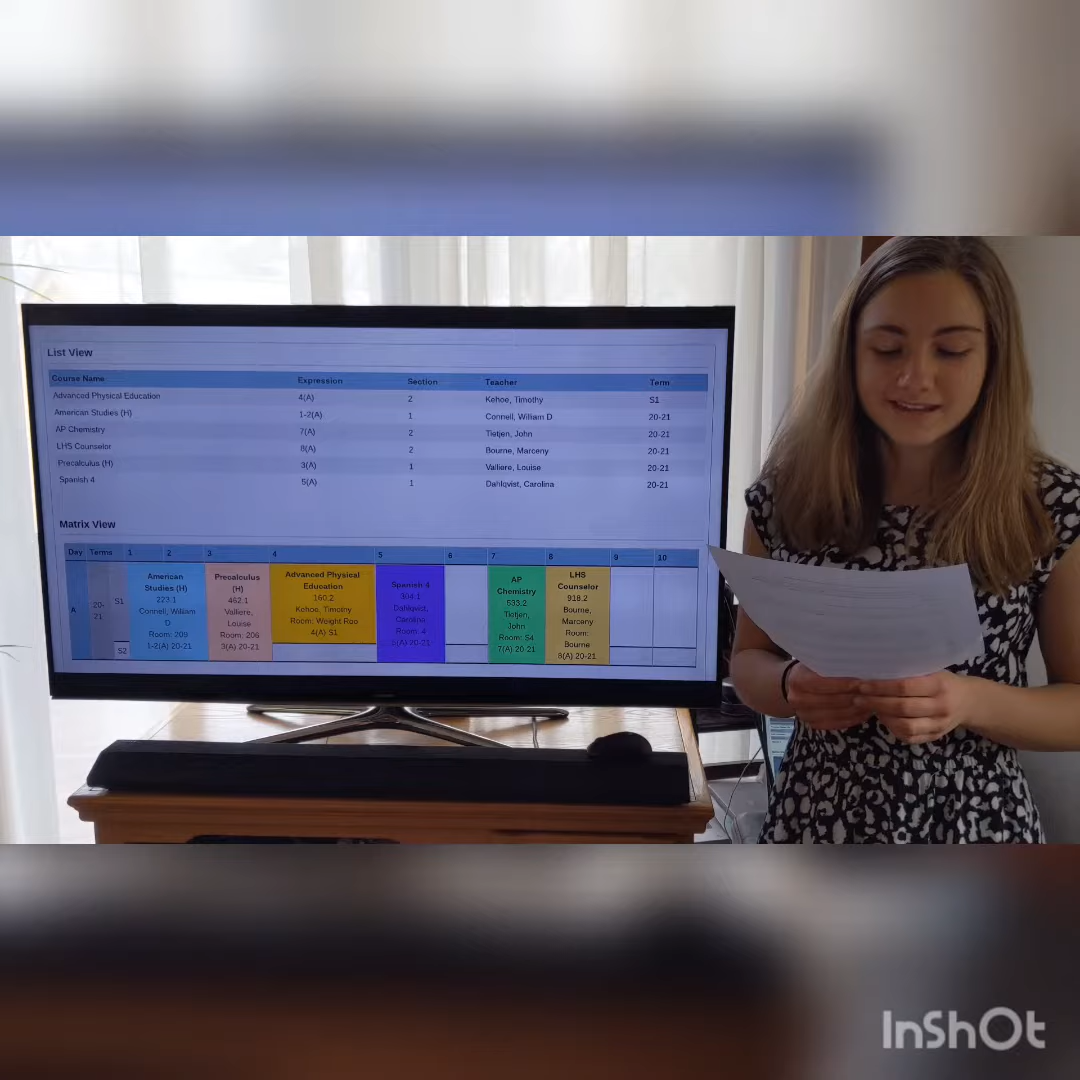 List View
Course Name Expression Section Teacher Term
Advanced Physical Education 4(A) 2 Kehoe, Timothy S1
American Studies (H) 1-2(A) 1 Connell, William D 20-21
AP Chemistry 7(A) 2 Tietjen, John 20-21
LHS Counselor 8(A) 2 Bourne, Marceny 20-21
Precalculus (H) 3(A) 1 Valliere, Louise 20-21
Spanish 4 5(A) 1 Dahlqvist, Carolina 20-21
Matrix View
Day Terms 1 2 3 4 5 6 7 8 9 10
A
20-
21
S1
S2
American
Studies (H)
223.1
Connell, William
D
Room: 209
1-2(A) 20-21
Precalculus
(H)
462.1
Valliere,
Louise
Room: 206
3(A) 20-21
Advanced Physical
Education
160.2
Kehoe, Timothy
Room: Weight Roo
4(A) S1
Spanish 4
304.1
Dahlqvist,
Carolina
Room: 4
5(A) 20-21
AP
Chemistry
533.2
Tietjen,
John
Room: S4
7(A) 20-21
LHS
Counselor
918.2
Bourne,
Marceny
Room:
Bourne
8(A) 20-21
InShOt